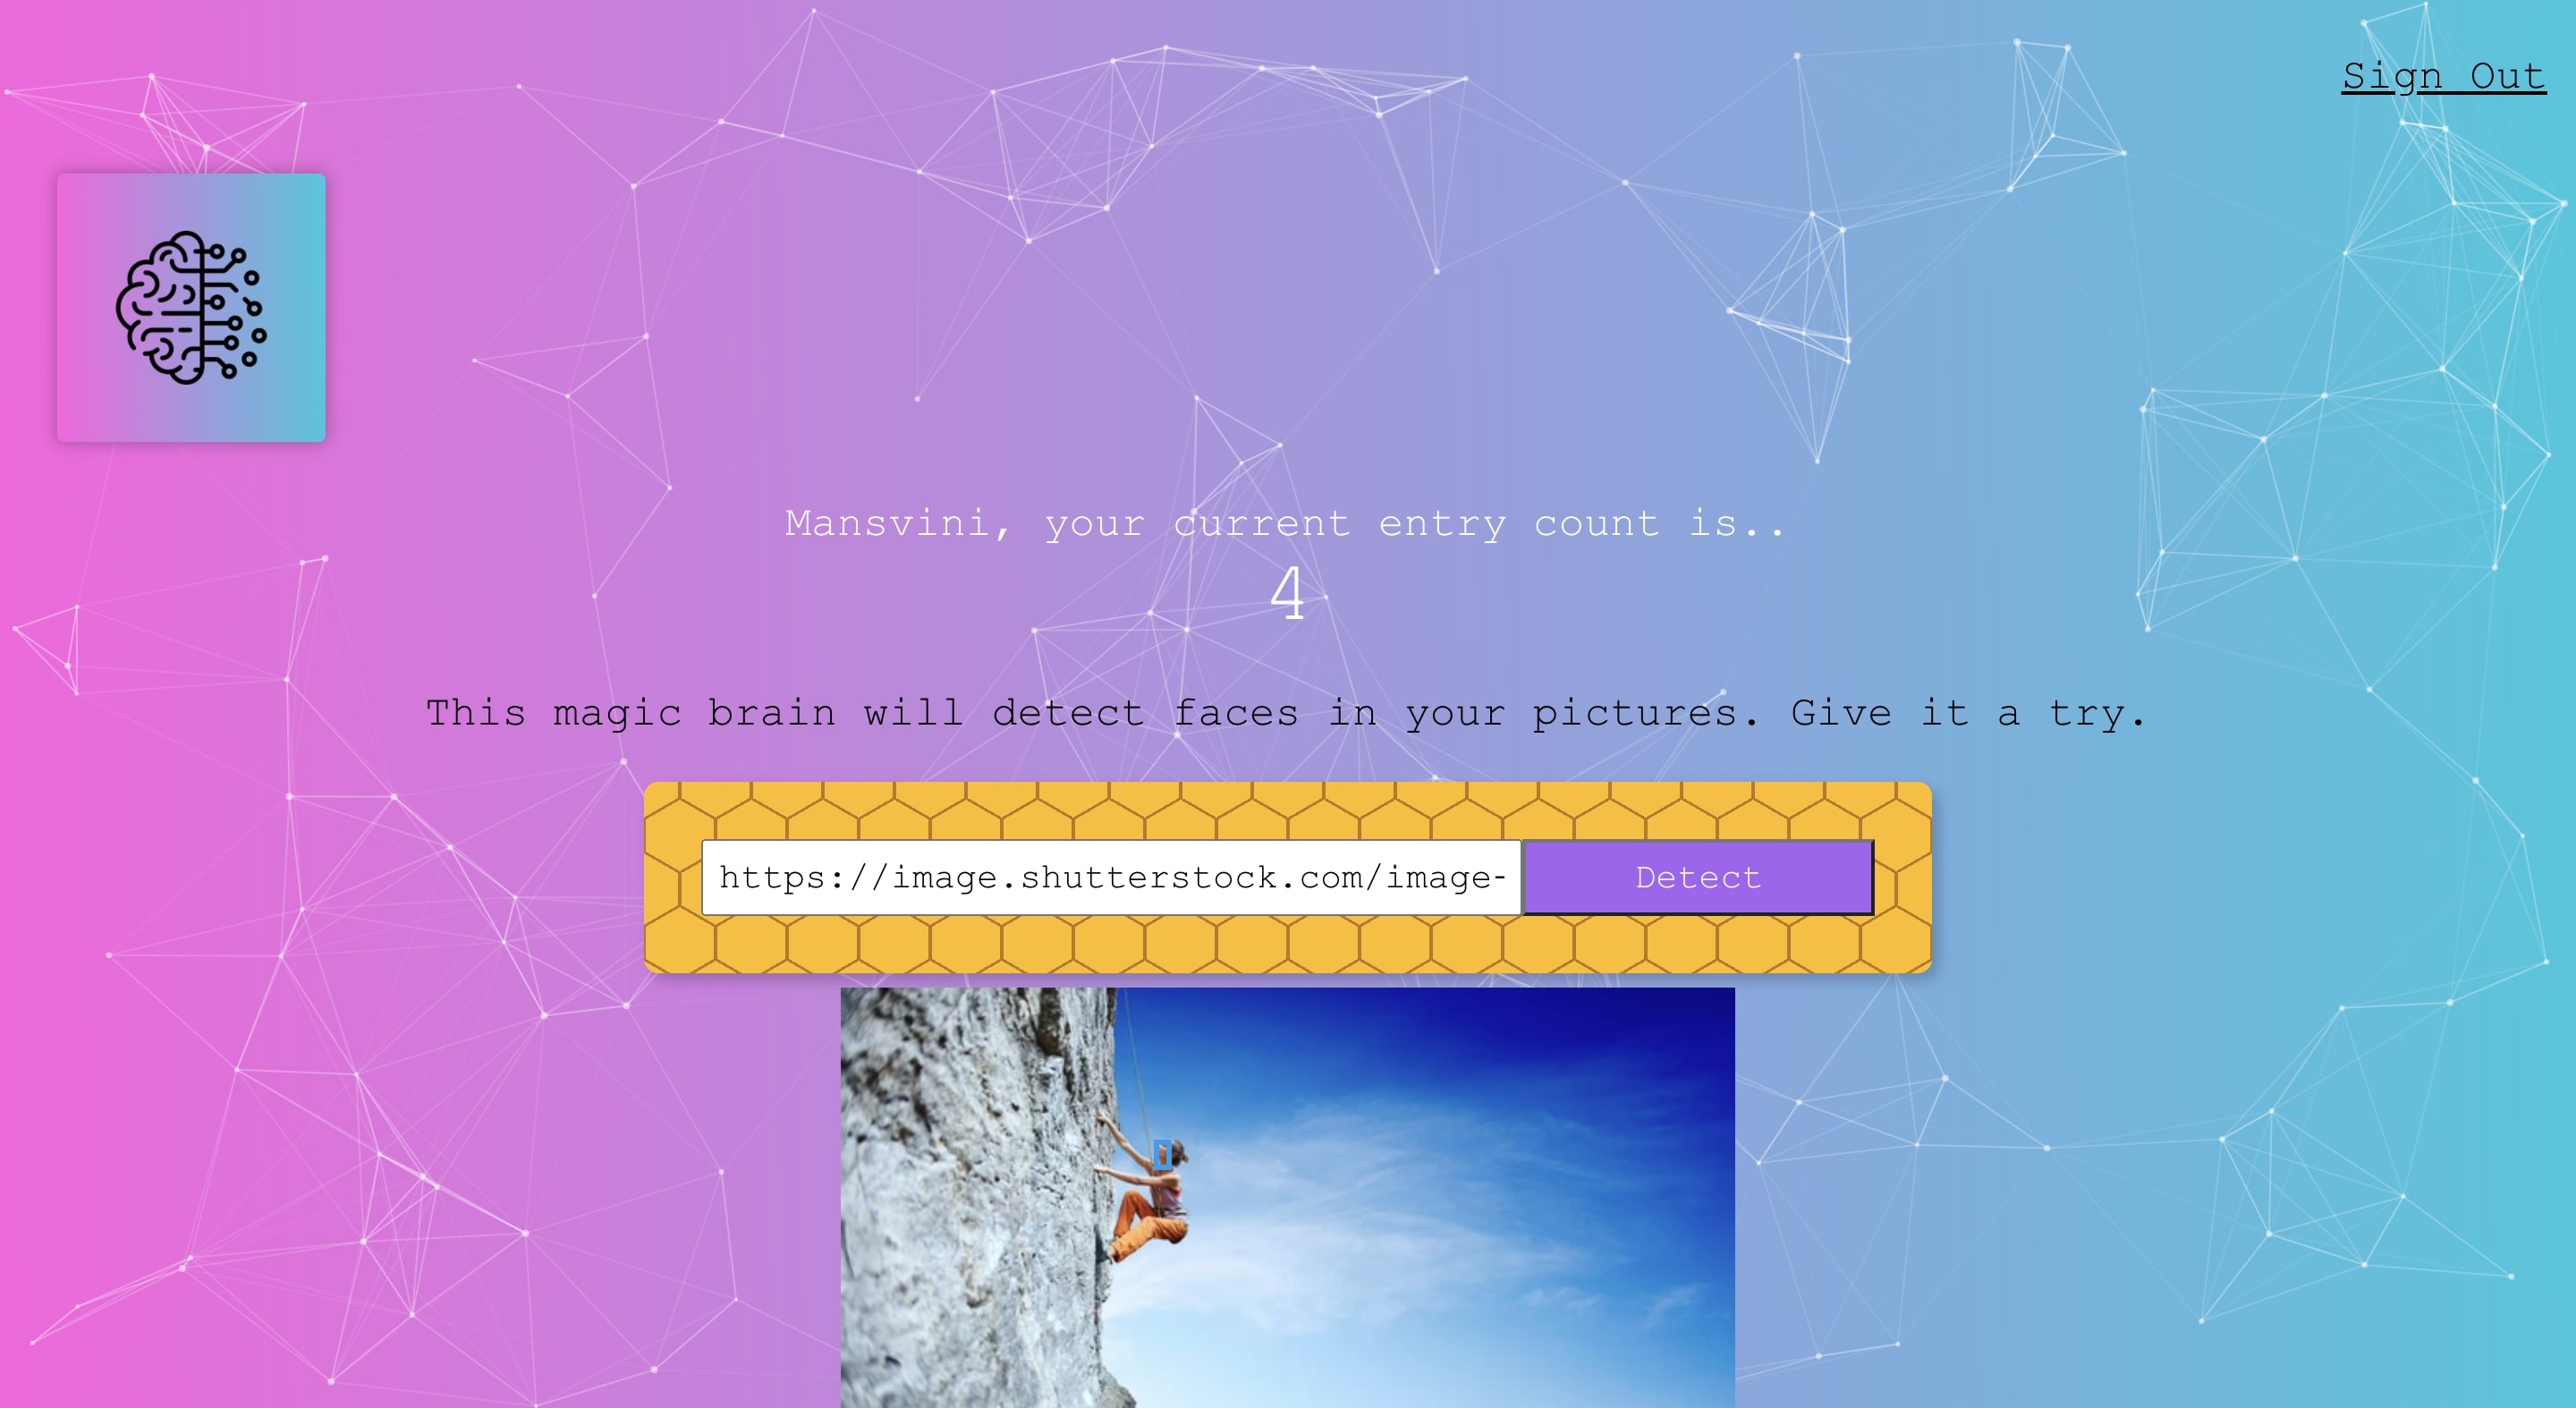 Sign Out
Mansvini, your current entry count is..
4
This magic brain will detect faces in your pictures. Give it a try.
https://image.shutterstock.com/image-
Detect